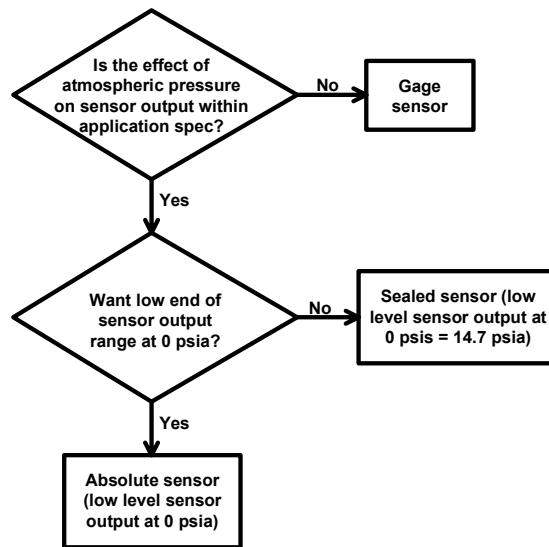 Is the effect of
atmospheric pressure
on sensor output within
application spec?
No
Gage
sensor
Yes
Want low end of
sensor output
range at 0 psia?
No
Sealed sensor (low
level sensor output at
0 psis = 14.7 psia)
Yes
Absolute sensor
(low level sensor
output at 0 psia)